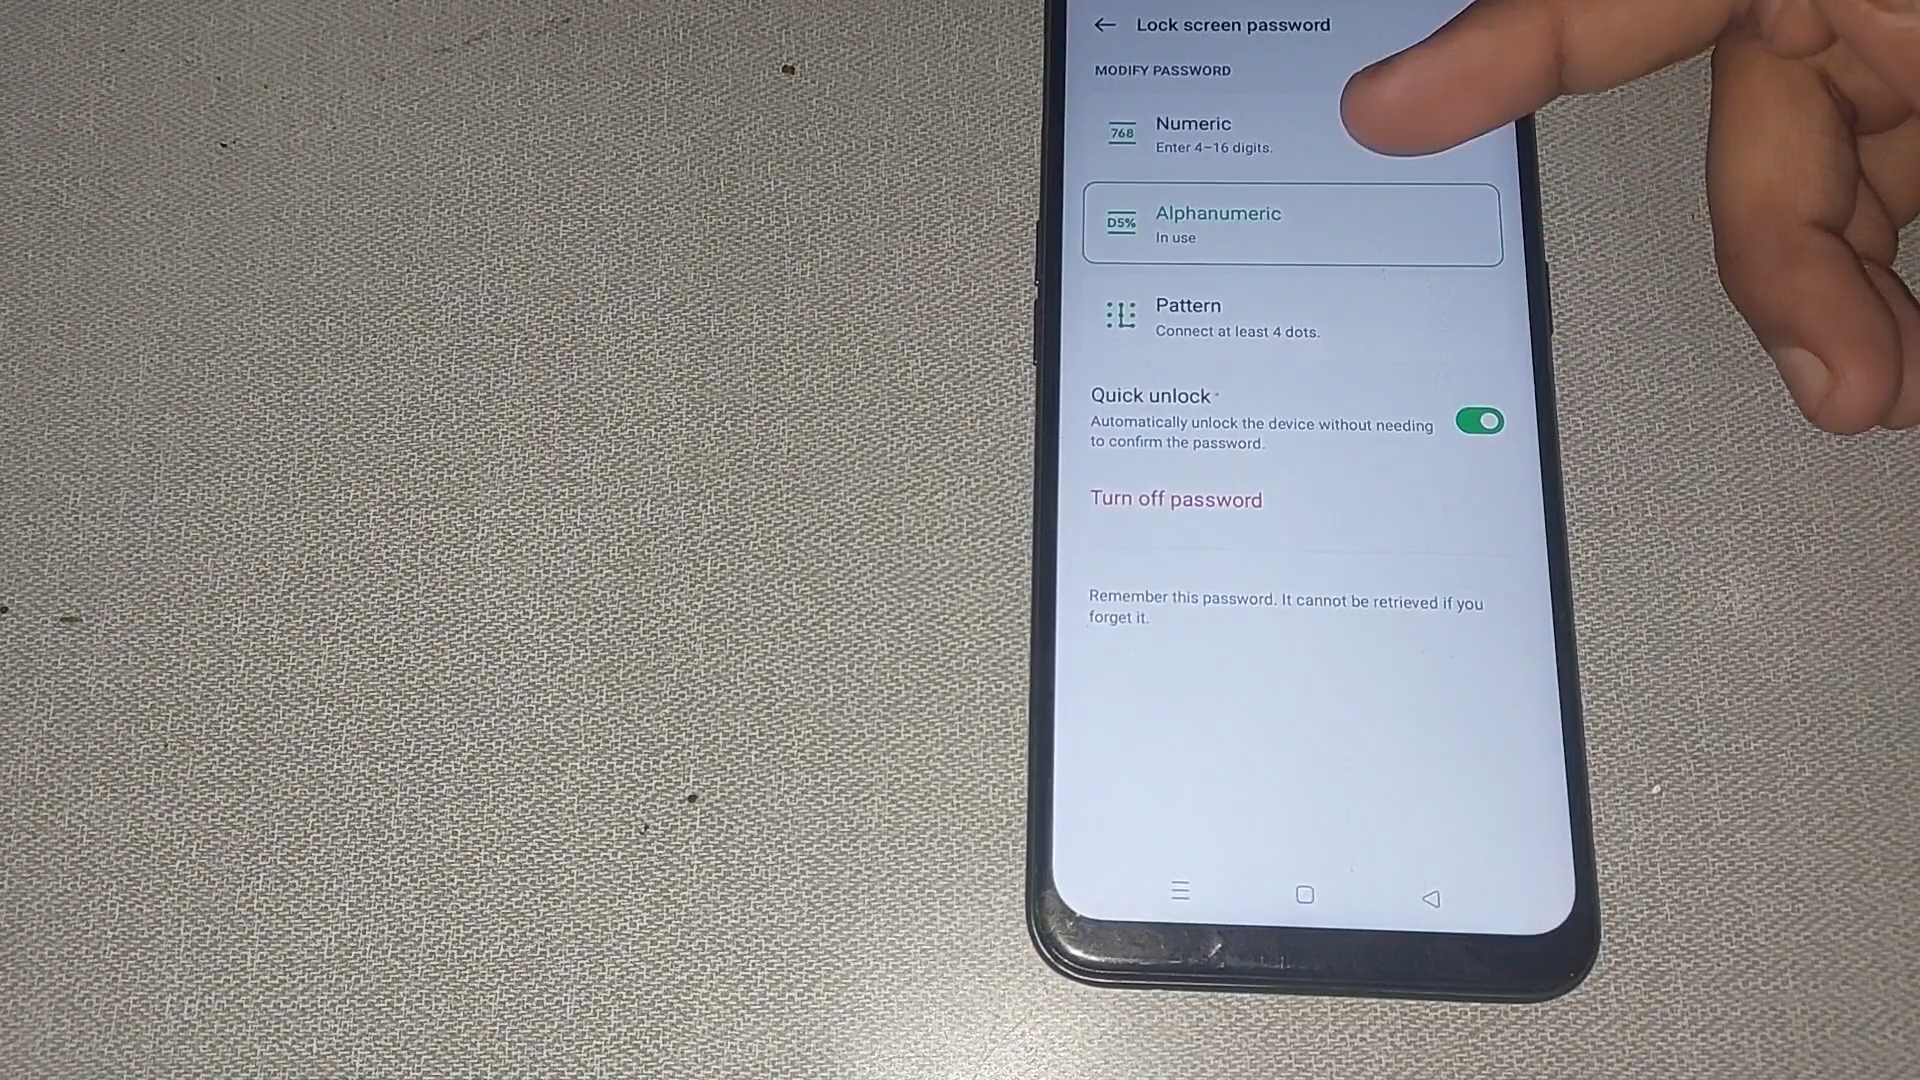 Lock screen password
MODIFY PASSWORD
768
Numeric
Enter 4–16 digits.
D5%
Alphanumeric
In use
Pattern
Connect at least 4 dots.
Quick unlock
Automatically unlock the device without needing
to confirm the password.
Turn off password
Remember this password. It cannot be retrieved if you
forget it.